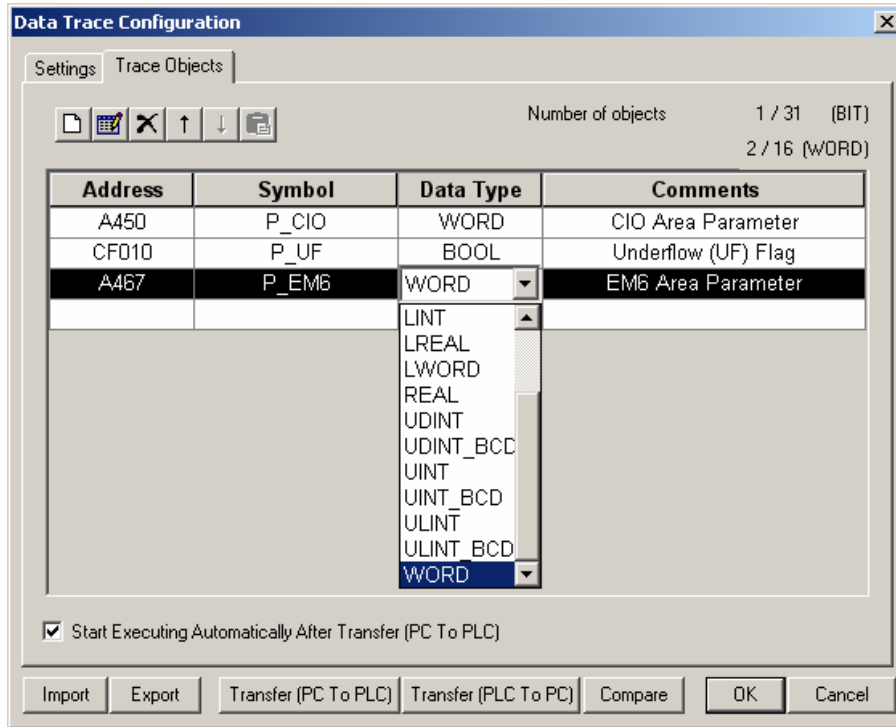 Data Trace Configuration
Settings Trace Objects
Number of objects 1 / 31 (BIT)
2 / 16 (WORD)
Address Symbol Data Type Comments
A450 P_CIO WORD CIO Area Parameter
CF010 P_UF BOOL Underflow (UF) Flag
A467 P_EM6 WORD EM6 Area Parameter
LINT
LREAL
LWORD
REAL
UDINT
UDINT_BCD
UINT
UINT_BCD
ULINT
ULINT_BCD
WORD
Start Executing Automatically After Transfer (PC To PLC)
Import Export Transfer (PC To PLC) Transfer (PLC To PC) Compare OK Cancel